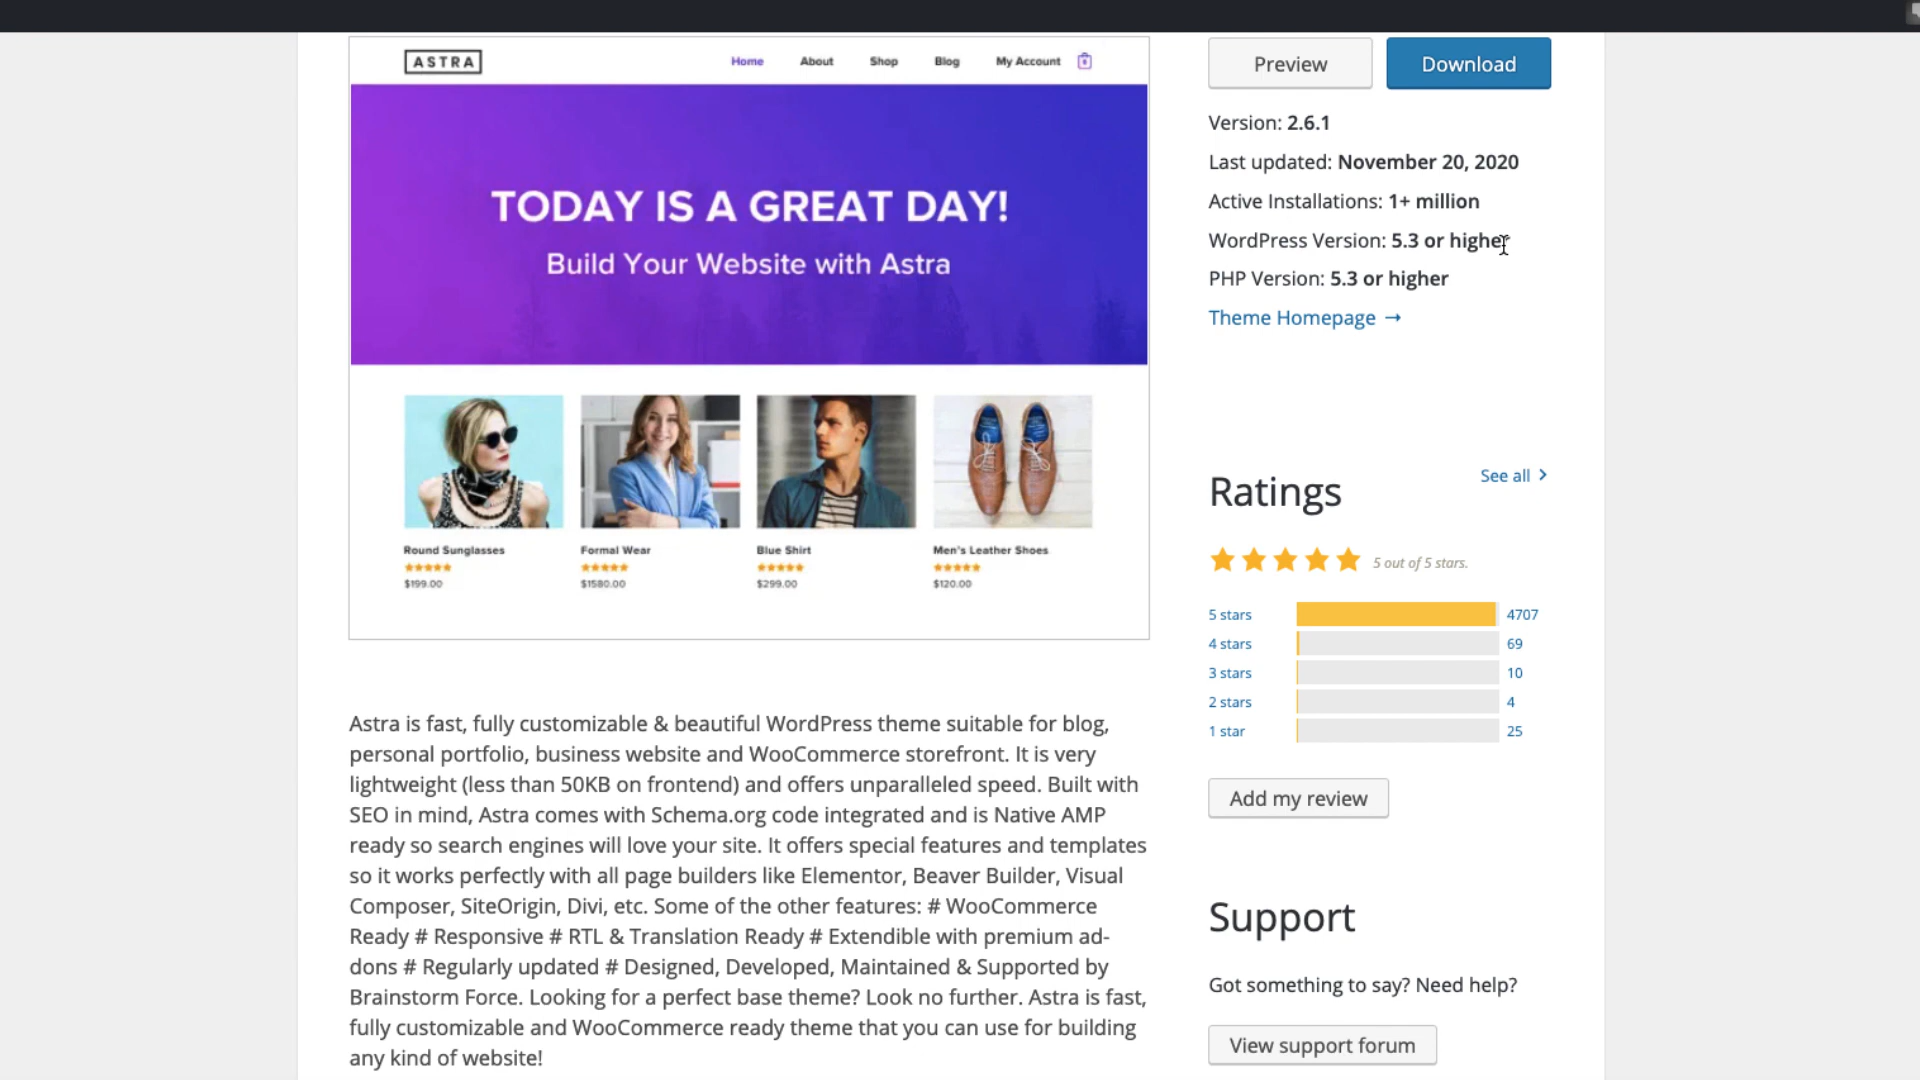 ASTRA
Home About Shop Blog My Account
TODAY IS A GREAT DAY!
Build Your Website with Astra
Round Sunglasses
$199.00
Formal Wear
$1580.00
Blue Shirt
$299.00
Men's Leather Shoes
$120.00
Astra is fast, fully customizable & beautiful WordPress theme suitable for blog,
personal portfolio, business website and WooCommerce storefront. It is very
lightweight (less than 50KB on frontend) and offers unparalleled speed. Built with
SEO in mind, Astra comes with Schema.org code integrated and is Native AMP
ready so search engines will love your site. It offers special features and templates
so it works perfectly with all page builders like Elementor, Beaver Builder, Visual
Composer, SiteOrigin, Divi, etc. Some of the other features: # WooCommerce
Ready # Responsive # RTL & Translation Ready # Extendible with premium ad-
dons # Regularly updated # Designed, Developed, Maintained & Supported by
Brainstorm Force. Looking for a perfect base theme? Look no further. Astra is fast,
fully customizable and WooCommerce ready theme that you can use for building
any kind of website!
Preview Download
Version: 2.6.1
Last updated: November 20, 2020
Active Installations: 1+ million
WordPress Version: 5.3 or higher
PHP Version: 5.3 or higher
Theme Homepage →
Ratings See all >
5 out of 5 stars.
5 stars 4707
4 stars 69
3 stars 10
2 stars 4
1 star 25
Add my review
Support
Got something to say? Need help?
View support forum